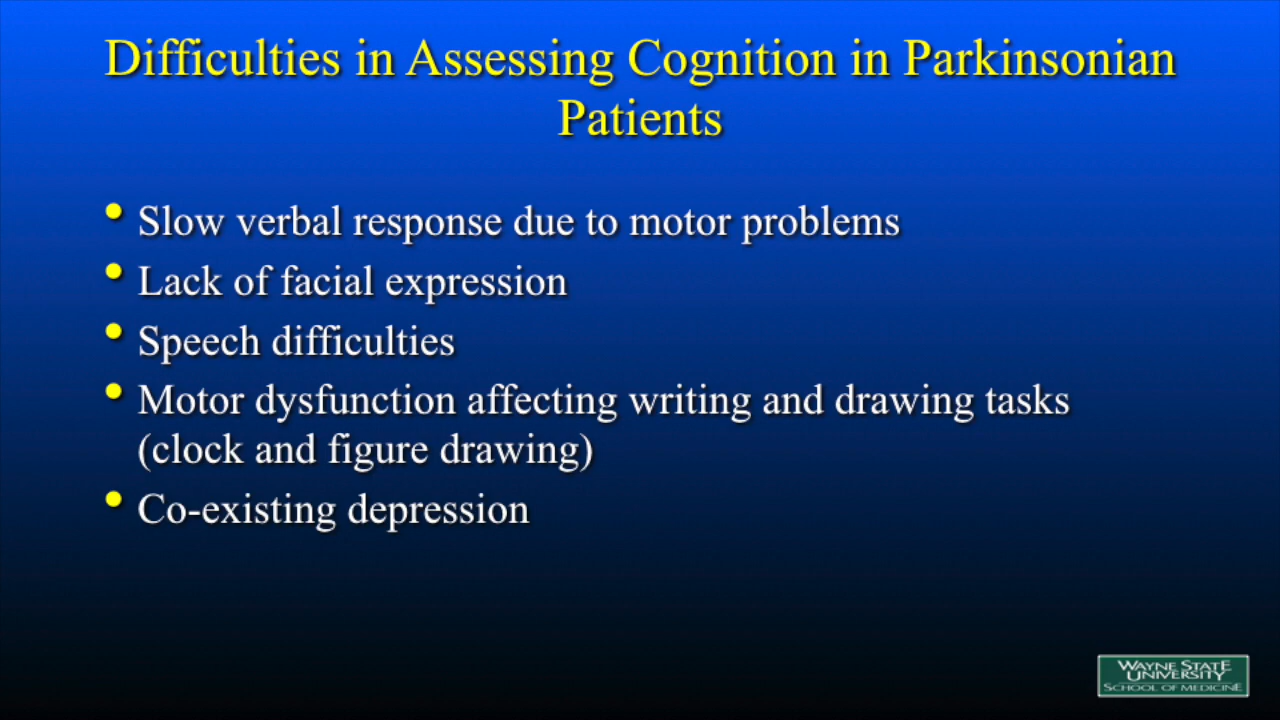 Difficulties in Assessing Cognition in Parkinsonian
Patients
• Slow verbal response due to motor problems
• Lack of facial expression
• Speech difficulties
• Motor dysfunction affecting writing and drawing tasks
(clock and figure drawing)
• Co-existing depression
WAYNE STATE
UNIVERSITY
SCHOOL OF MEDICINE